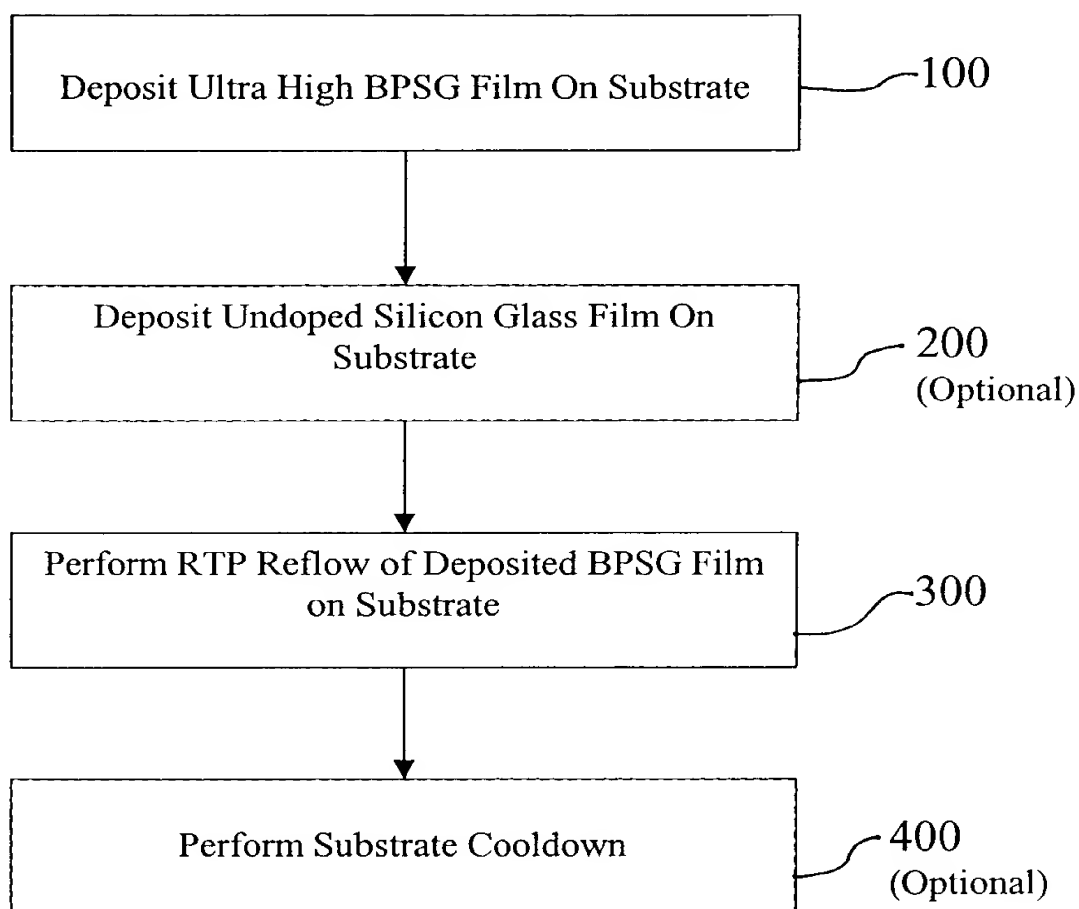 Deposit Ultra High BPSG Film On Substrate
100
Deposit Undoped Silicon Glass Film On
Substrate
200
(Optional)
Perform RTP Reflow of Deposited BPSG Film
on Substrate
300
Perform Substrate Cooldown
400
(Optional)